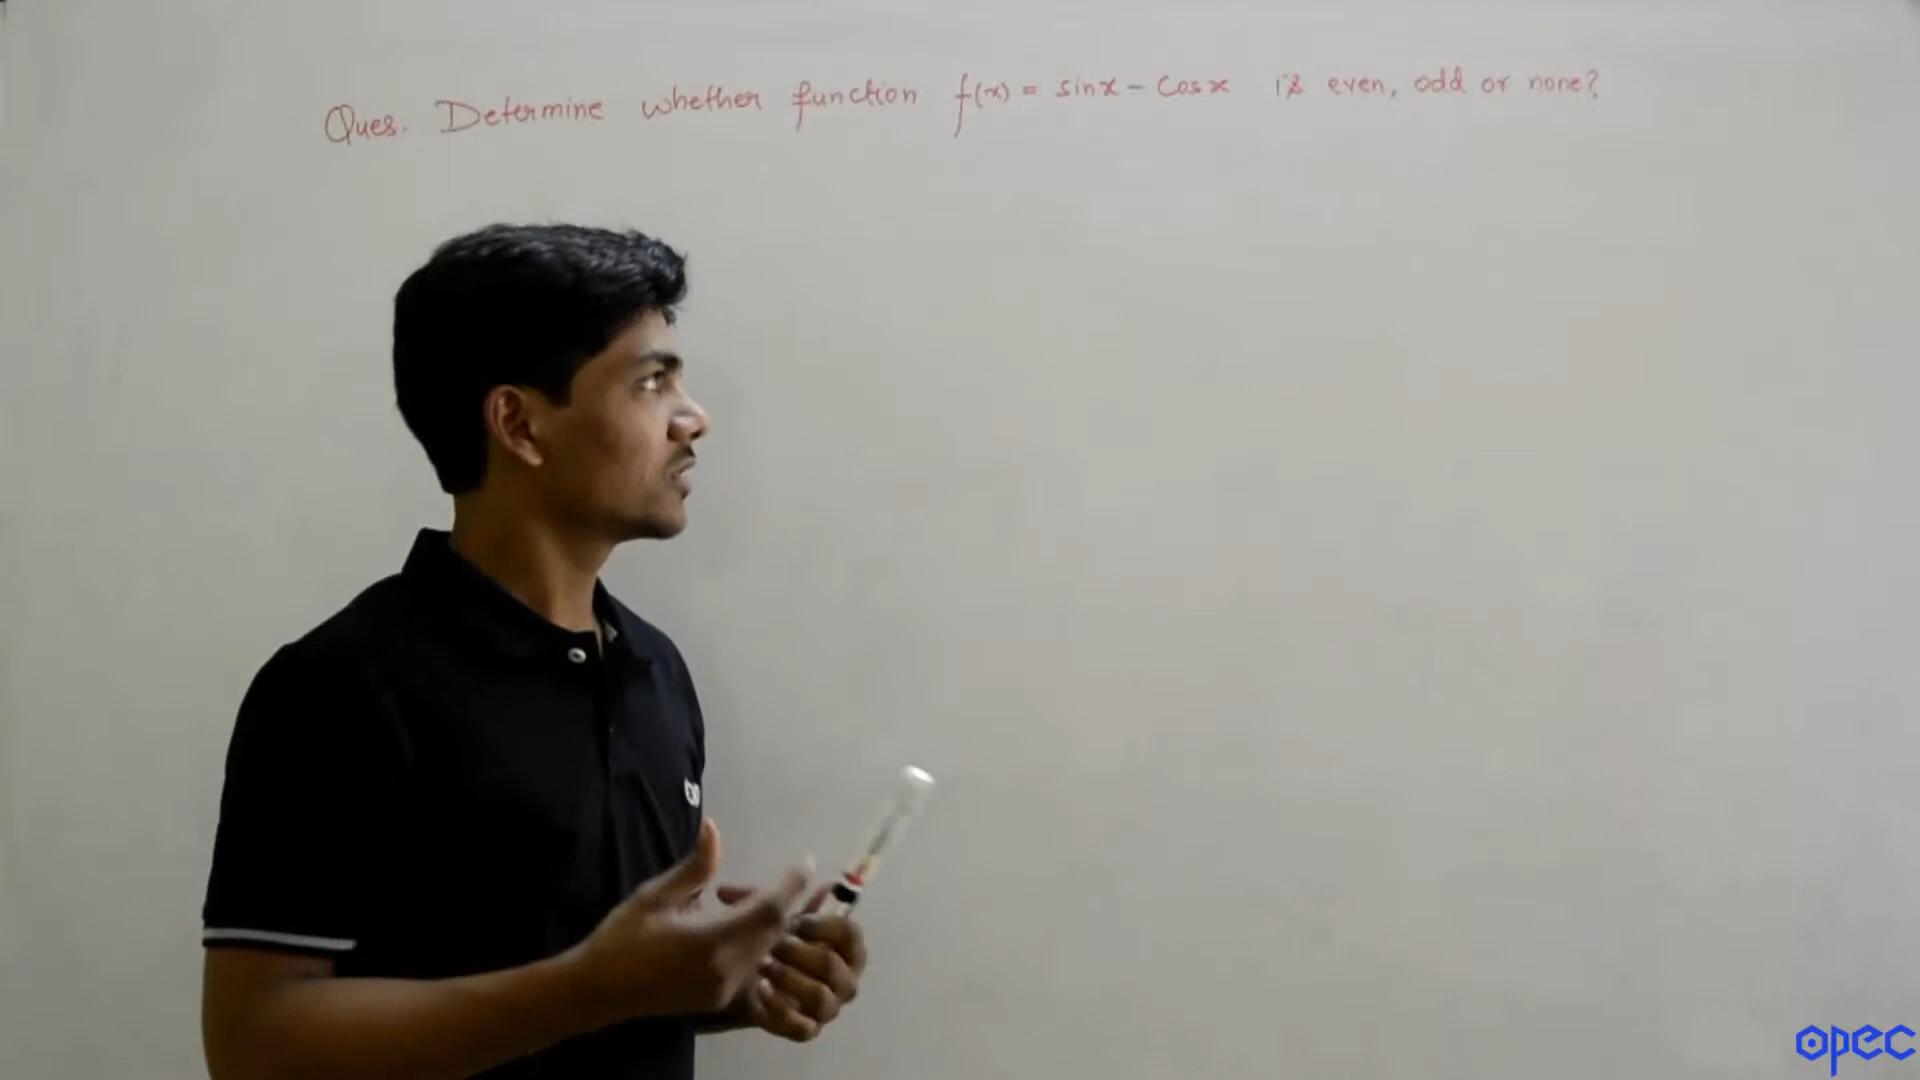 Ques. Determine whether function f(x) = sinx - cosx is even, odd or none?
opec